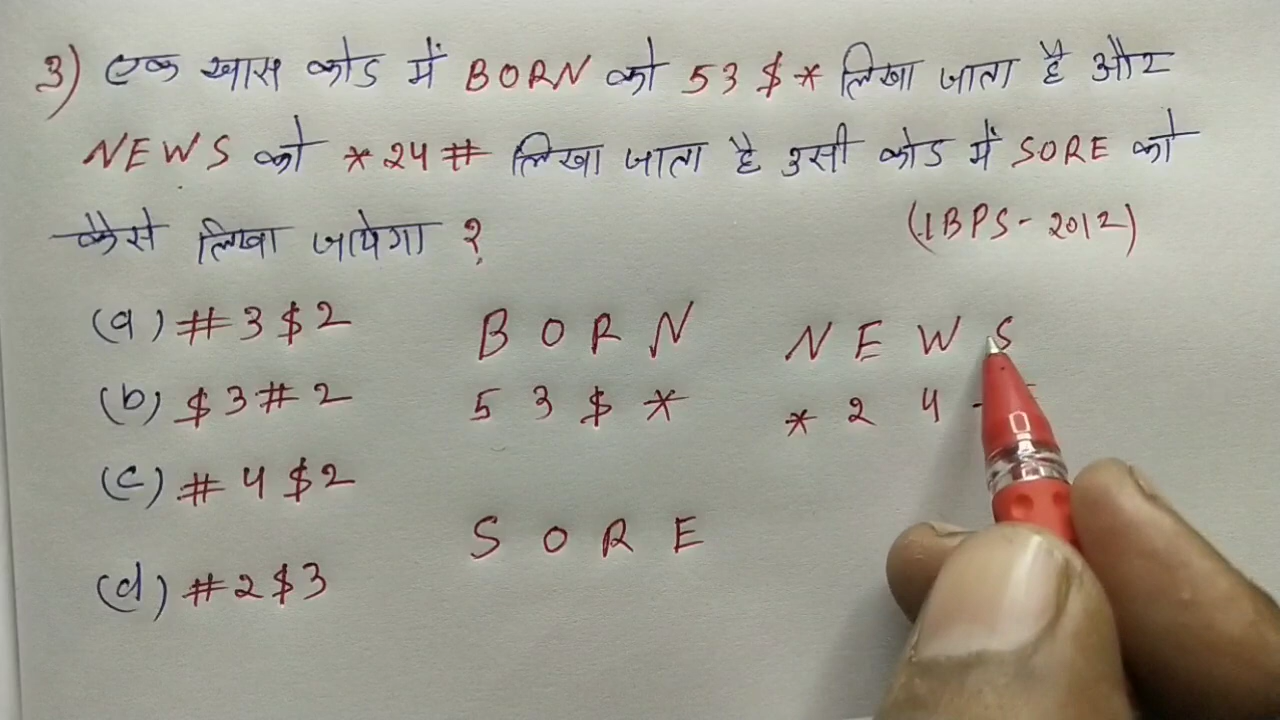 3) एक खास कोड में BORN को 53$* लिखा जाता है और
NEWS को *24# लिखा जाता है उसी कोड में SORE को
कैसे लिखा जायेगा ?
(IBPS-2012)
(a) #3$2
(b) $3#2
(c) #4$2
(d) #2$3
B O R N
5 3 $ *
N E W S
* 2 4
S O R E